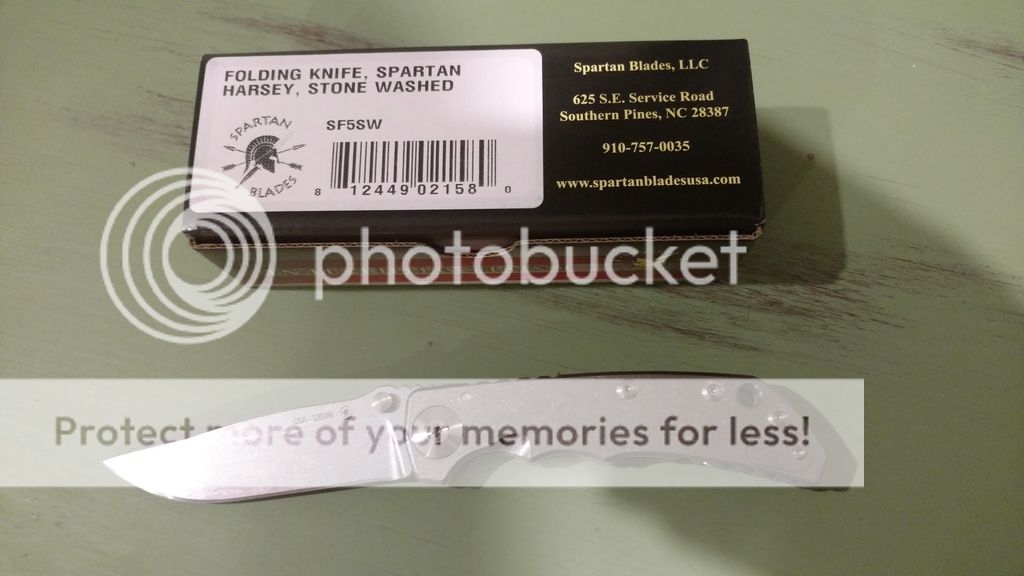 FOLDING KNIFE, SPARTAN
HARSEY, STONE WASHED
SF5SW
SPARTAN
BLADES
8 12449 02158 0
Spartan Blades, LLC
625 S.E. Service Road
Southern Pines, NC 28387
910-757-0035
www.spartanbladesusa.com
photobucket
Protect more of your memories for less!